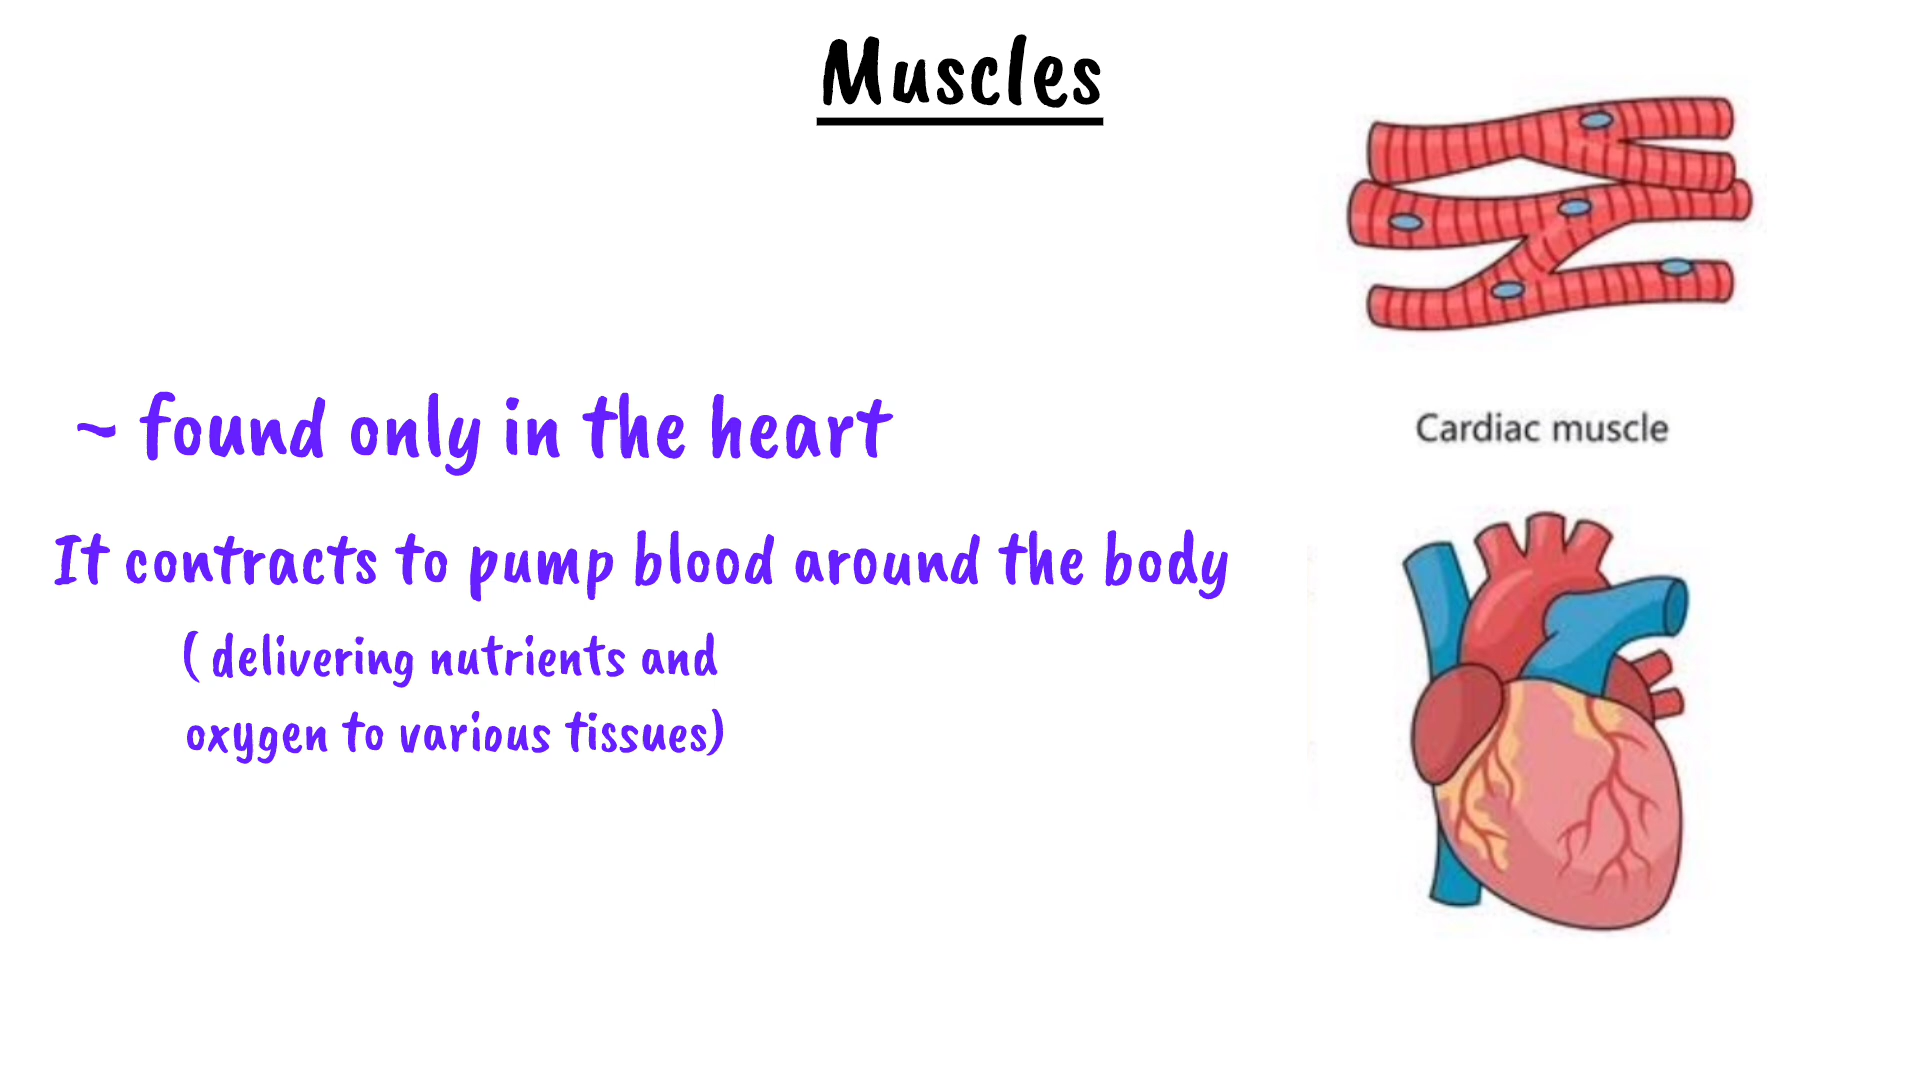 Muscles
~ found only in the heart
Cardiac muscle
It contracts to pump blood around the body
( delivering nutrients and
oxygen to various tissues)